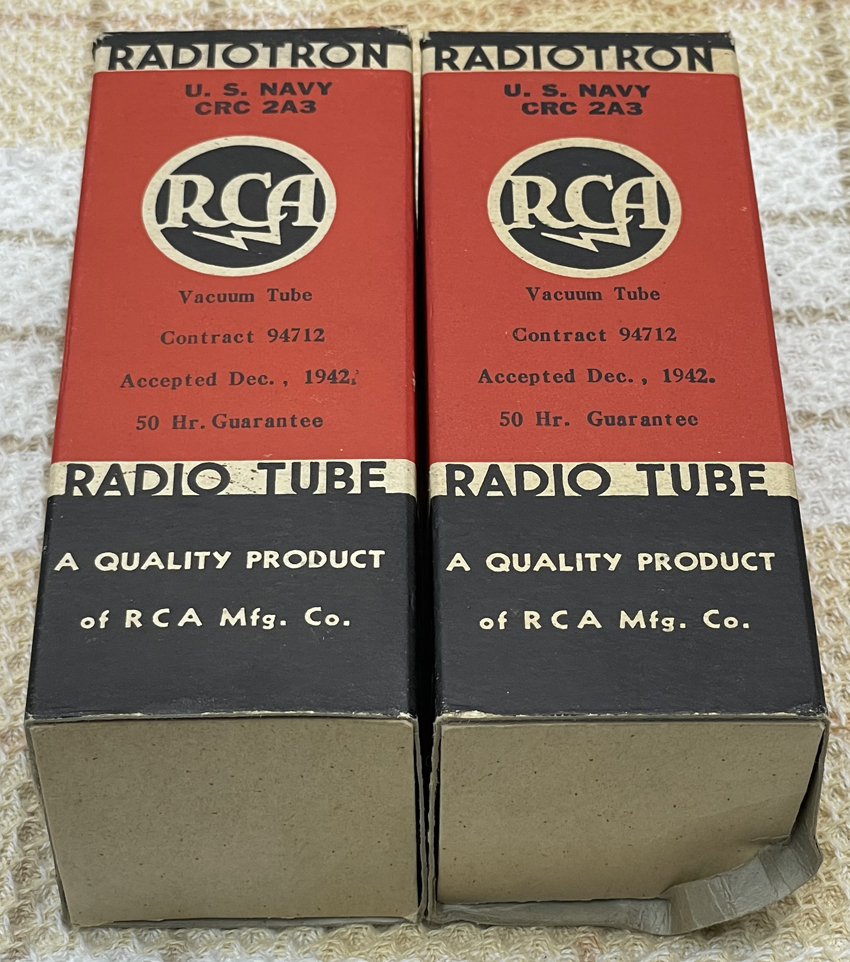 RADIOTRON
U. S. NAVY
CRC 2A3
RCA
Vacuum Tube
Contract 94712
Accepted Dec., 1942.
50 Hr. Guarantee
RADIO TUBE
A QUALITY PRODUCT
of RCA Mfg. Co.
RADIOTRON
U. S. NAVY
CRC 2A3
RCA
Vacuum Tube
Contract 94712
Accepted Dec., 1942.
50 Hr. Guarantee
RADIO TUBE
A QUALITY PRODUCT
of RCA Mfg. Co.